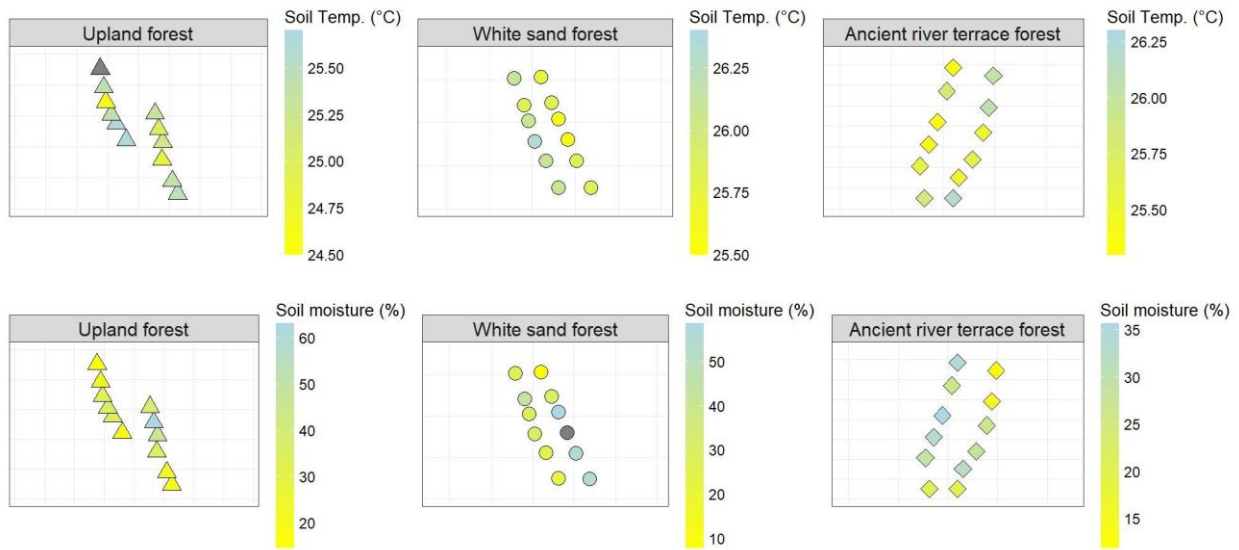 Soil Temp. (°C)
Upland forest
25.50
25.25
25.00
24.75
24.50
Soil Temp. (°C)
White sand forest
26.25
26.00
25.75
25.50
Soil Temp. (°C)
Ancient river terrace forest
26.25
26.00
25.75
25.50
Soil moisture (%)
Upland forest
60
50
40
30
20
Soil moisture (%)
White sand forest
50
40
30
20
10
Soil moisture (%)
Ancient river terrace forest
35
30
25
20
15